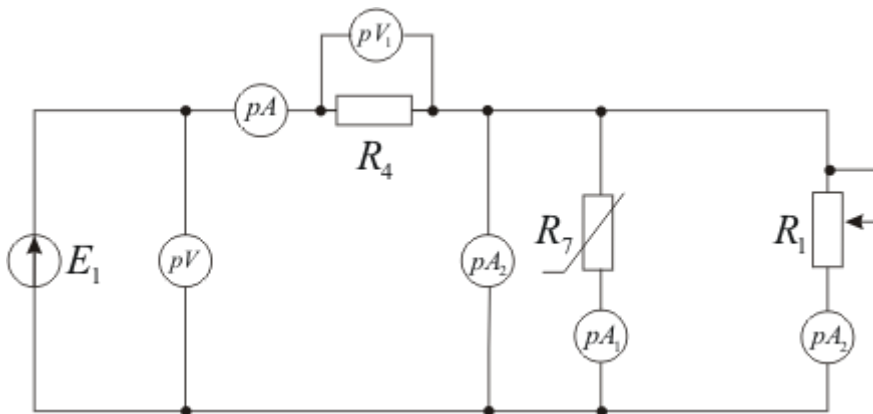 pV₁
pA
R₄
E₁
pV
pA₂
R₇
R₁
pA₁
pA₂